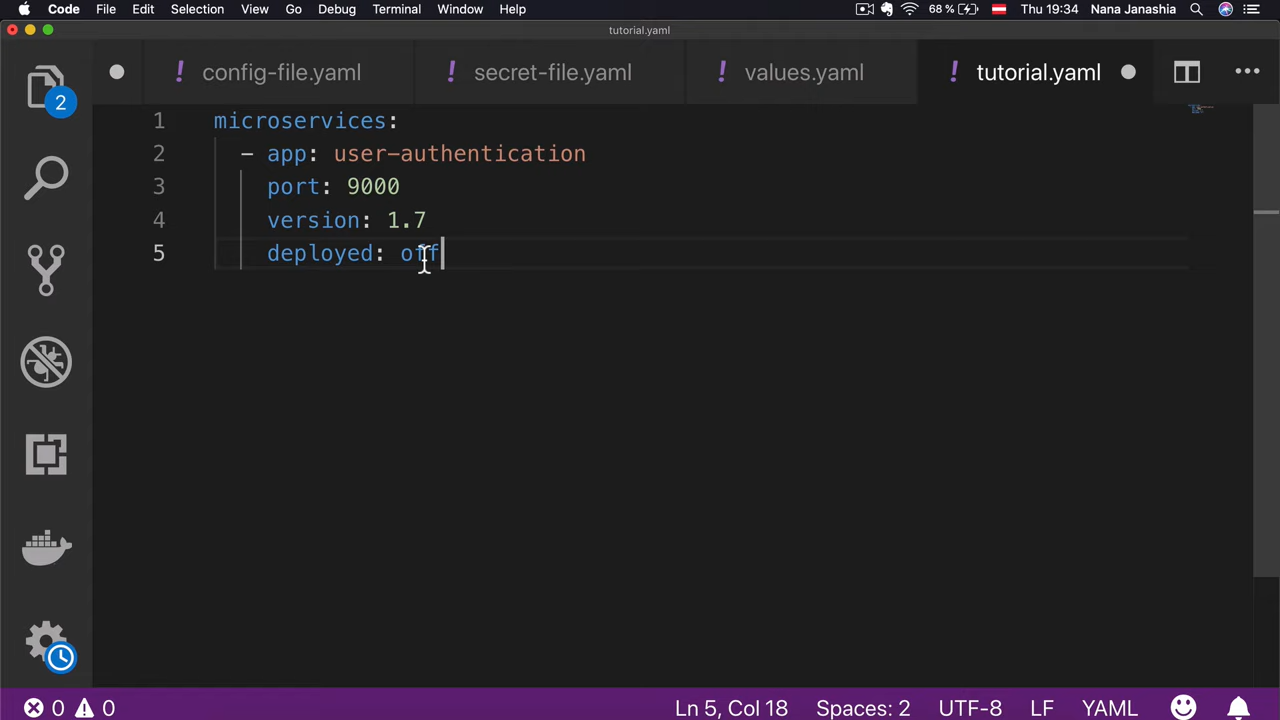 Code File Edit Selection View Go Debug Terminal Window Help 68 % Thu 19:34 Nana Janashia
tutorial.yaml
! config-file.yaml ! secret-file.yaml ! values.yaml ! tutorial.yaml
2
1 microservices:
2 - app: user-authentication
3 port: 9000
4 version: 1.7
5 deployed: off
0 0 Ln 5, Col 18 Spaces: 2 UTF-8 LF YAML